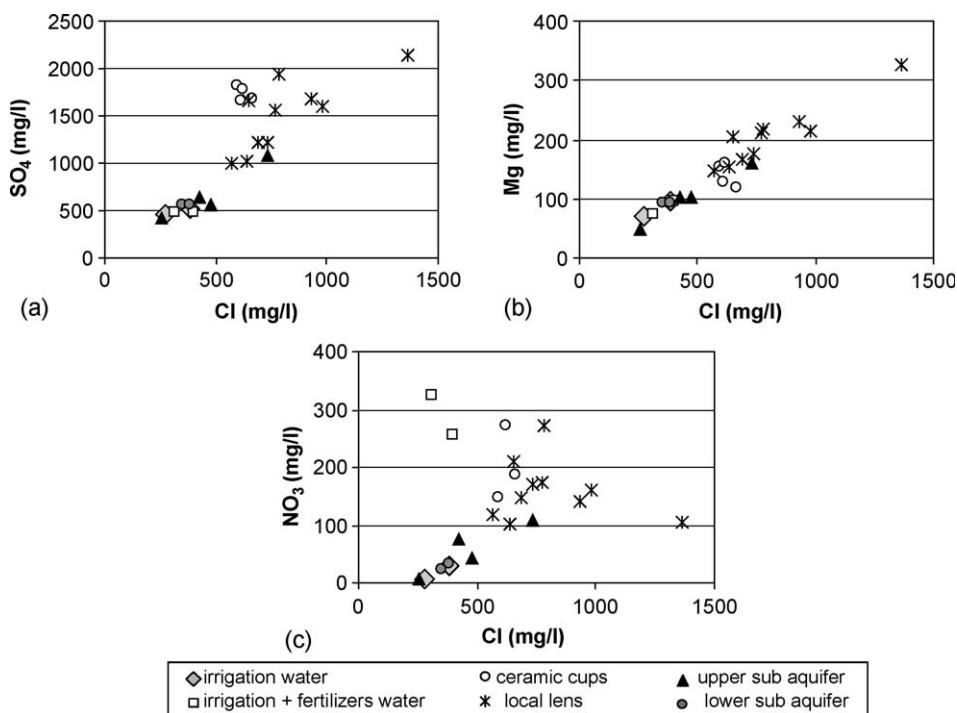 2500
2000
1500
1000
500
0
SO4 (mg/l)
0 500 1000 1500
(a) Cl (mg/l)
400
300
200
100
0
Mg (mg/l)
0 500 1000 1500
(b) Cl (mg/l)
400
300
200
100
0
NO3 (mg/l)
0 500 1000 1500
(c) Cl (mg/l)
irrigation water ceramic cups upper sub aquifer
irrigation + fertilizers water local lens lower sub aquifer